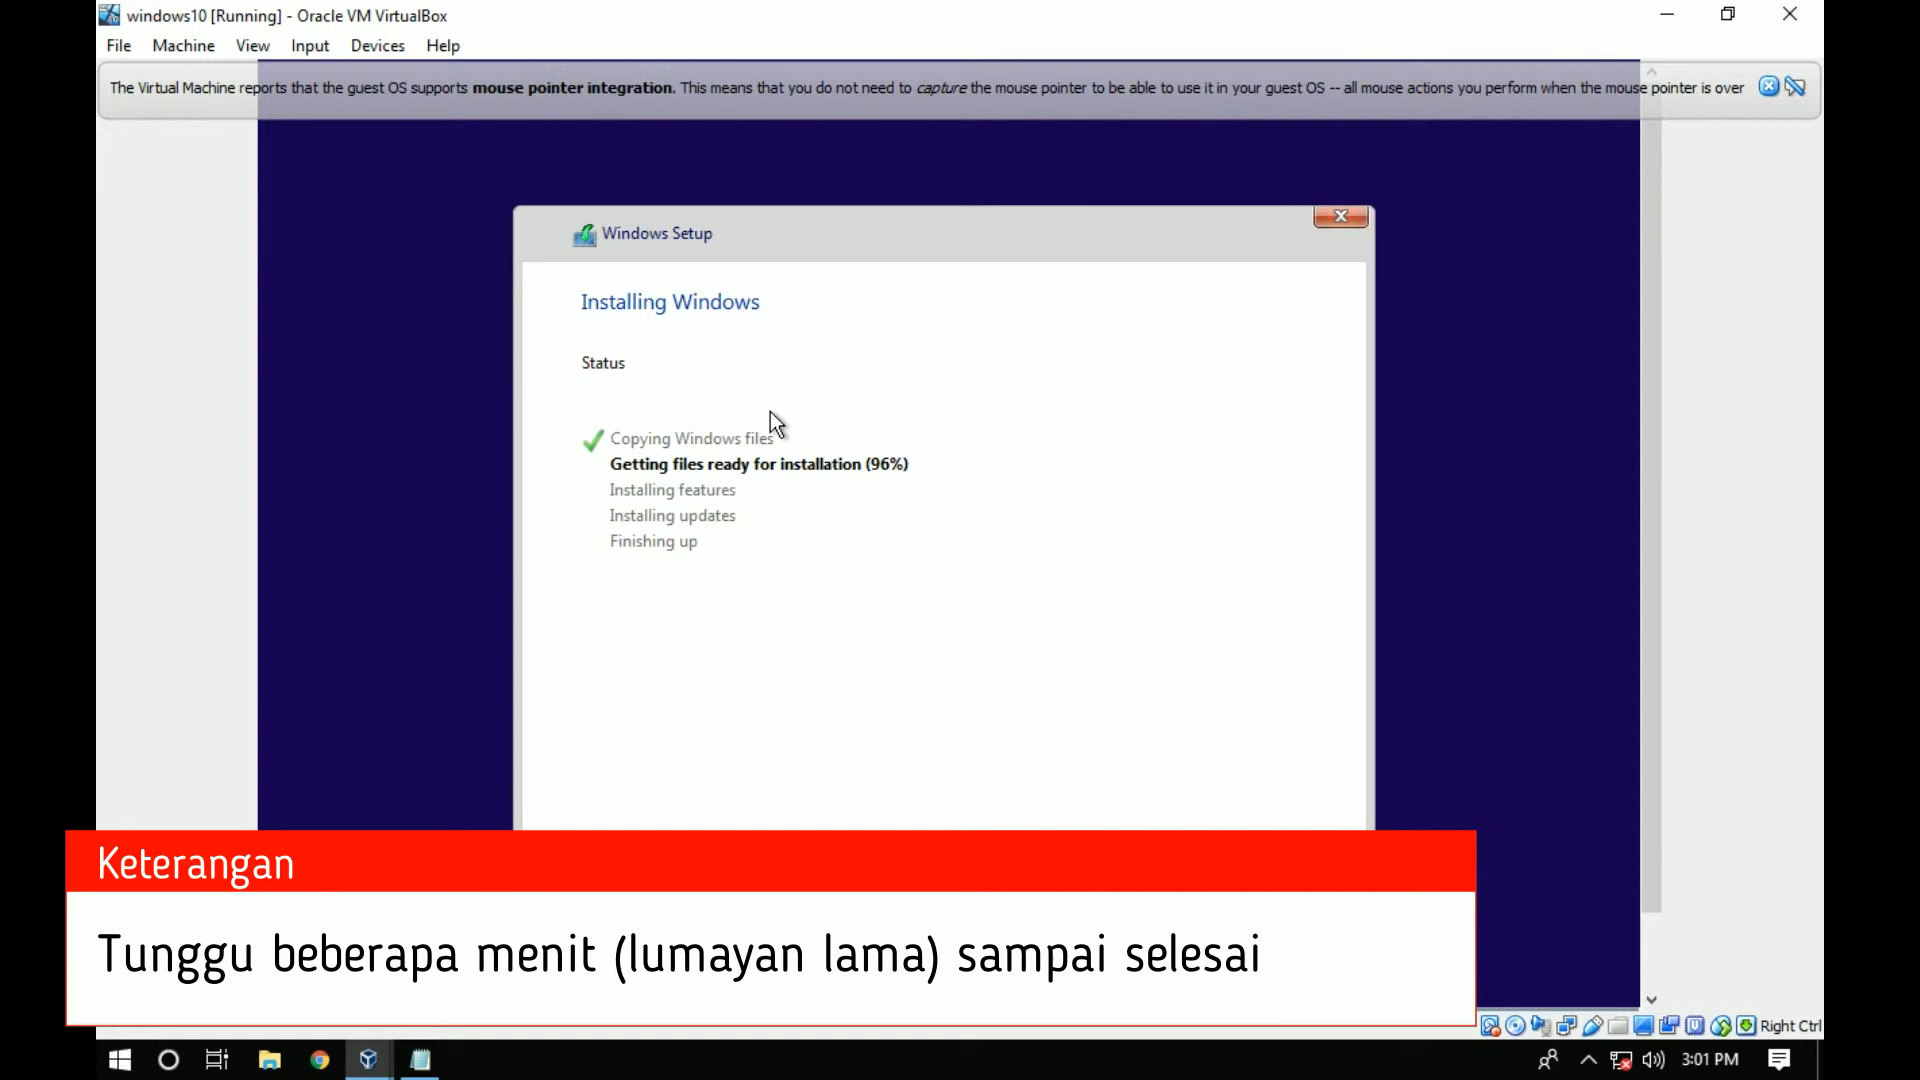 windows10 [Running] - Oracle VM VirtualBox
File Machine View Input Devices Help
The Virtual Machine reports that the guest OS supports mouse pointer integration. This means that you do not need to capture the mouse pointer to be able to use it in your guest OS -- all mouse actions you perform when the mouse pointer is over
Windows Setup
Installing Windows
Status
Copying Windows files
Getting files ready for installation (96%)
Installing features
Installing updates
Finishing up
Keterangan
Tunggu beberapa menit (lumayan lama) sampai selesai
Right Ctrl
3:01 PM